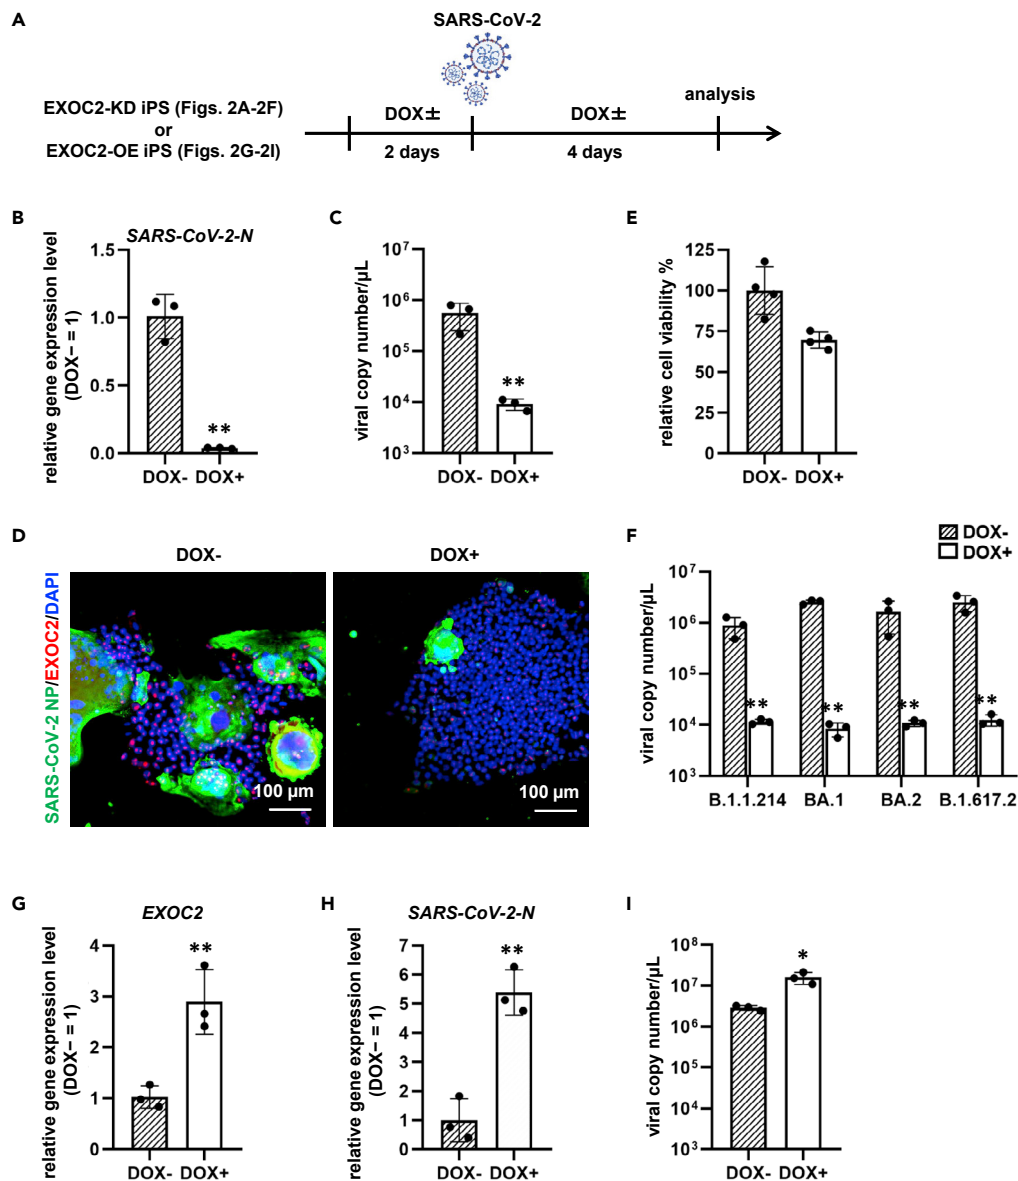 A
SARS-CoV-2
EXOC2-KD iPS (Figs. 2A-2F)
or
EXOC2-OE iPS (Figs. 2G-2I)
DOX±
2 days
DOX±
4 days
analysis
B
SARS-CoV-2-N
relative gene expression level
(DOX− = 1)
1.5
1.0
0.5
0.0
**
DOX- DOX+
C
viral copy number/µL
10⁷
10⁶
10⁵
10⁴
10³
**
DOX- DOX+
E
relative cell viability %
125
100
75
50
25
0
DOX- DOX+
D
DOX-
DOX+
SARS-CoV-2 NP/EXOC2/DAPI
100 µm
100 µm
F
DOX-
DOX+
viral copy number/µL
10⁷
10⁶
10⁵
10⁴
10³
**
**
**
**
B.1.1.214 BA.1 BA.2 B.1.617.2
G
EXOC2
relative gene expression level
(DOX− = 1)
4
3
2
1
0
**
DOX- DOX+
H
SARS-CoV-2-N
relative gene expression level
(DOX− = 1)
7
6
5
4
3
2
1
0
**
DOX- DOX+
I
viral copy number/µL
10⁸
10⁷
10⁶
10⁵
10⁴
10³
*
DOX- DOX+